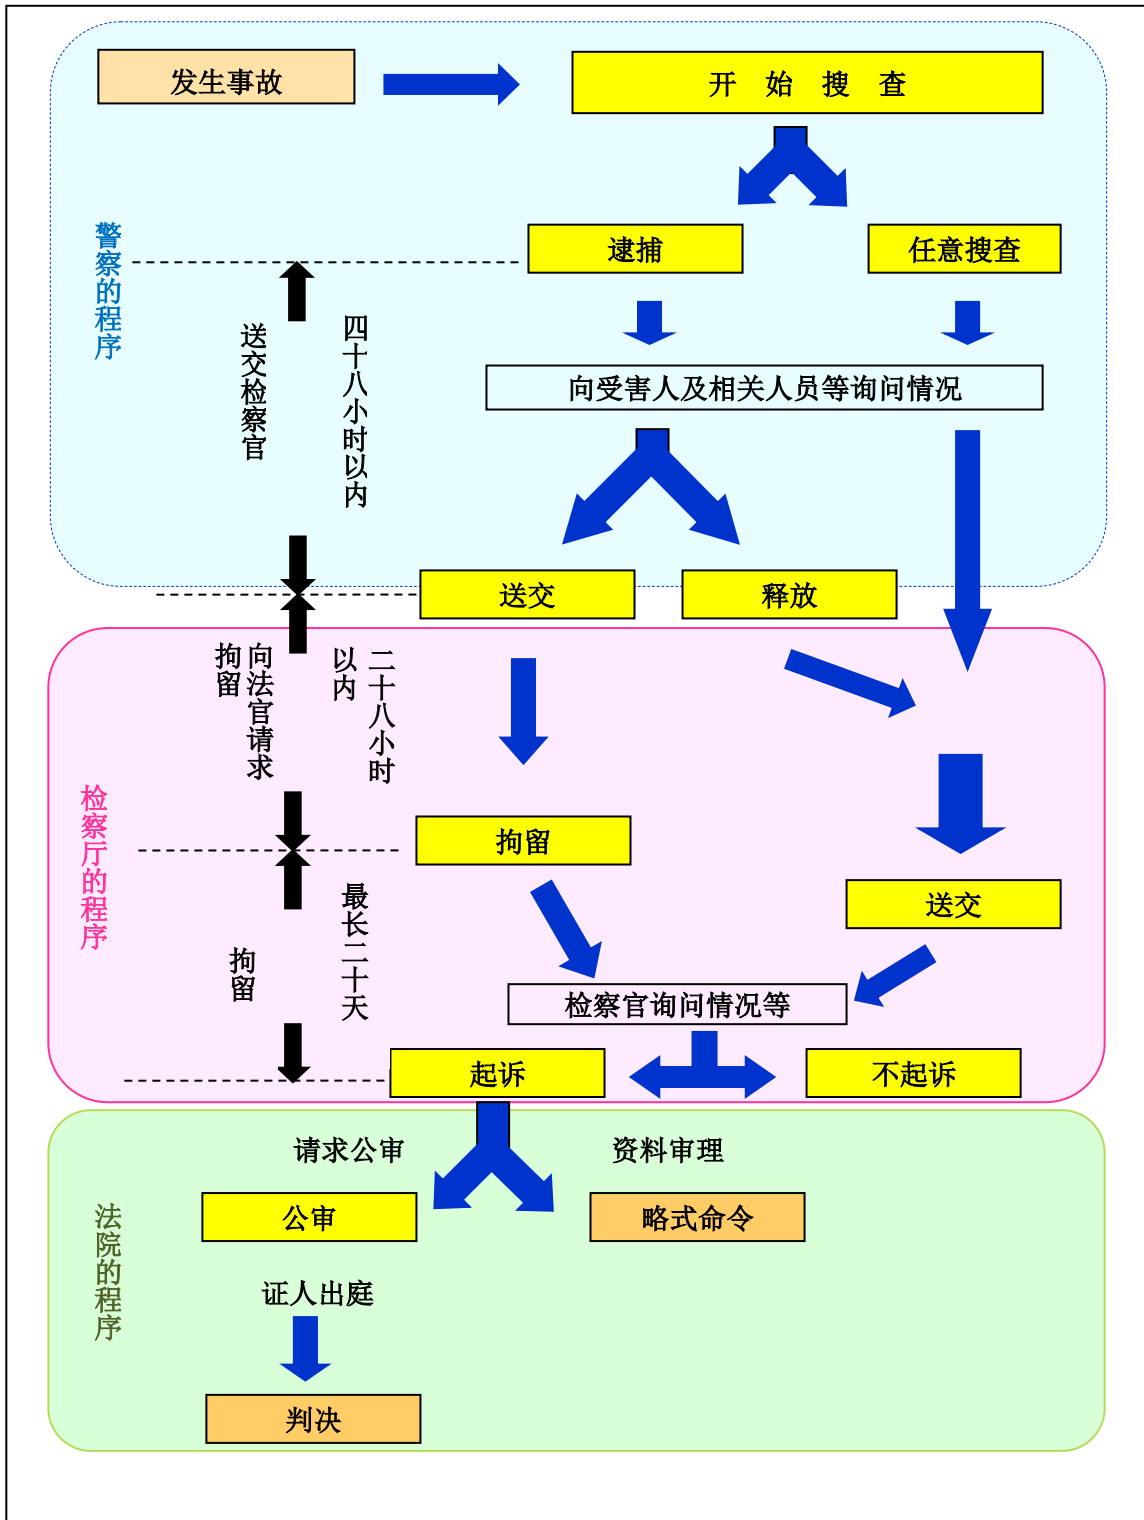 发生事故
开 始 搜 查
警察的程序
逮捕
任意搜查
送交检察官
四十八小时以内
向受害人及相关人员等询问情况
送交
释放
向法官请求
拘留
二十八小时
以内
检察厅的程序
拘留
送交
拘留
最长二十天
检察官询问情况等
起诉
不起诉
请求公审
资料审理
法院的程序
公审
略式命令
证人出庭
判决